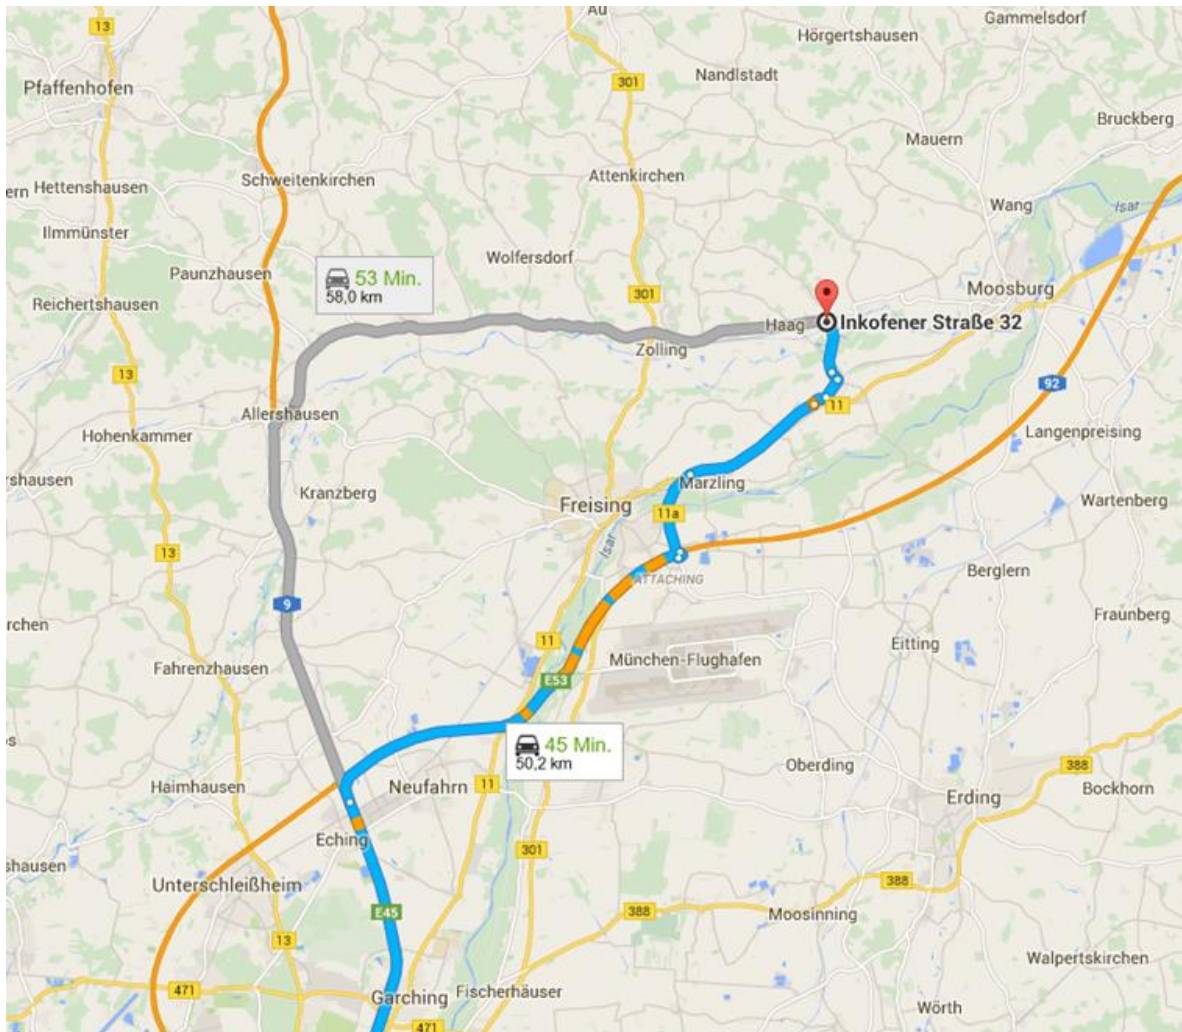 Au
Gammelsdorf
13
Hörgertshausen
Nandlstadt
301
Pfaffenhofen
Bruckberg
Mauern
Attenkirchen
Schweitenkirchen
ern
Hettenshausen
Wang
Isar
Ilmmünster
Wolfersdorf
Paunzhausen
53 Min.
58,0 km
Moosburg
301
Reichertshausen
Haag
Inkofener Straße 32
Zolling
13
92
11
Allershausen
Hohenkammer
Langenpreising
rshausen
Marzling
Kranzberg
Freising
Wartenberg
11a
Isar
13
ATTACHING
Berglern
9
Fraunberg
rchen
11
Eitting
Fahrenzhausen
München-Flughafen
E53
os
45 Min.
50,2 km
Oberding
388
Haimhausen
Neufahrn
11
Bockhorn
Erding
Eching
301
shausen
Unterschleißheim
388
E45
388
Moosinning
13
Walpertskirchen
471
Garching
Fischerhäuser
Wörth
471